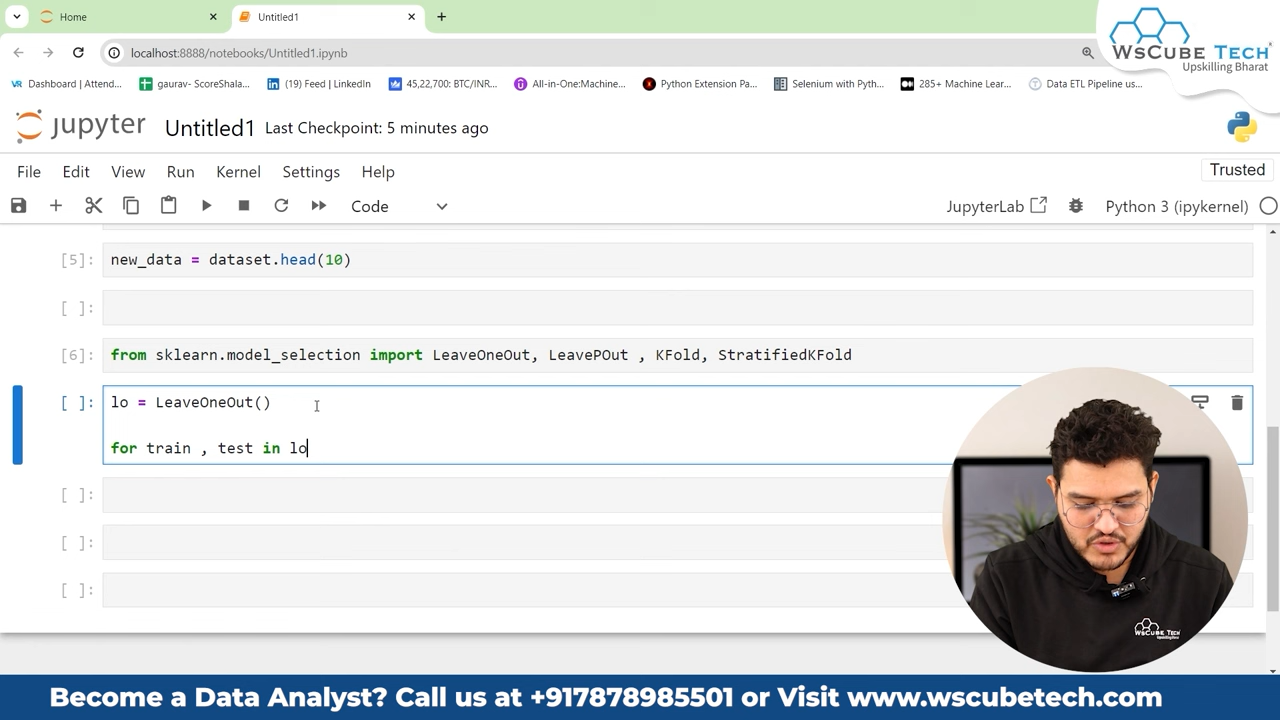 Home
Untitled1
WsCube Tech
Upskilling Bharat
localhost:8888/notebooks/Untitled1.ipynb
Dashboard | Attend...
gaurav- ScoreShala...
(19) Feed | LinkedIn
45,22,700: BTC/INR...
All-in-One:Machine...
Python Extension Pa...
Selenium with Pyth...
285+ Machine Lear...
Data ETL Pipeline us...
jupyter Untitled1 Last Checkpoint: 5 minutes ago
File Edit View Run Kernel Settings Help
Trusted
Code
JupyterLab
Python 3 (ipykernel)
[5]: new_data = dataset.head(10)
[ ]:
[6]: from sklearn.model_selection import LeaveOneOut, LeavePOut , KFold, StratifiedKFold
[ ]: lo = LeaveOneOut()
for train , test in lo
[ ]:
[ ]:
[ ]:
WsCube Tech
Become a Data Analyst? Call us at +917878985501 or Visit www.wscubetech.com